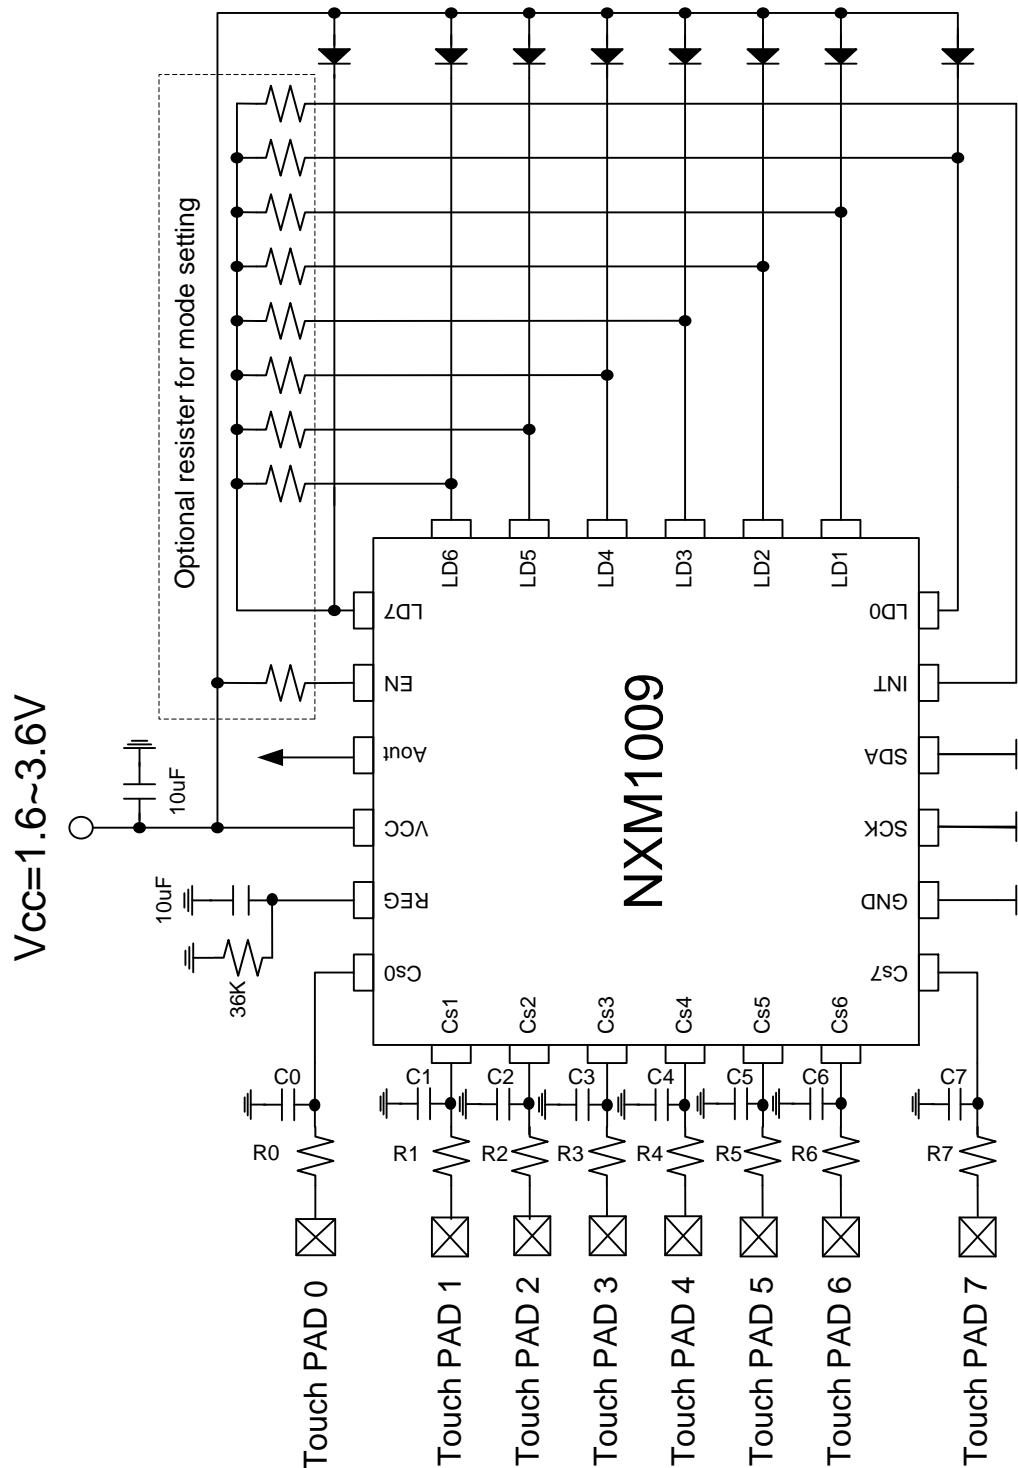 Optional resister for mode setting
Vcc=1.6~3.6V
10uF
10uF
36K
LD6
LD5
LD4
LD3
LD2
LD1
LD7
EN
Aout
VCC
REG
Cs0
LD0
INT
SDA
SCK
GND
Cs7
NXM1009
Cs1
Cs2
Cs3
Cs4
Cs5
Cs6
C0
C1
C2
C3
C4
C5
C6
C7
R0
R1
R2
R3
R4
R5
R6
R7
Touch PAD 0
Touch PAD 1
Touch PAD 2
Touch PAD 3
Touch PAD 4
Touch PAD 5
Touch PAD 6
Touch PAD 7